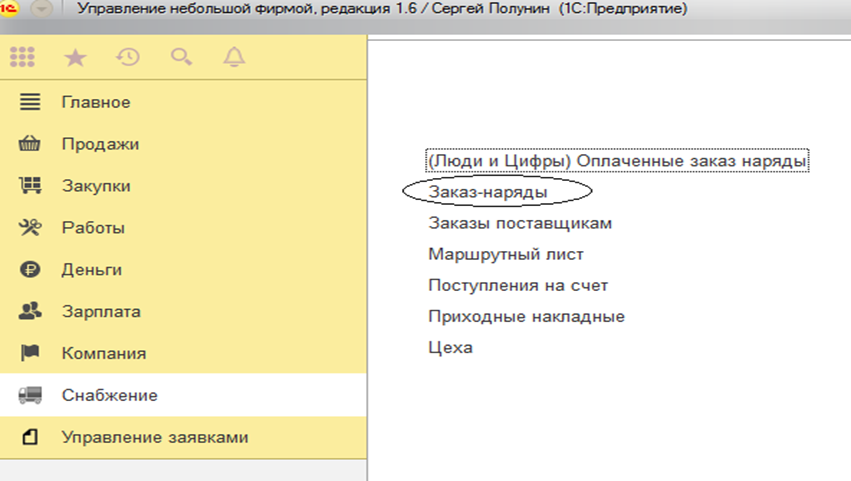 1С Управление небольшой фирмой, редакция 1.6 / Сергей Полунин (1С:Предприятие)
Главное
Продажи
Закупки
Работы
Деньги
Зарплата
Компания
Снабжение
Управление заявками
(Люди и Цифры) Оплаченные заказ наряды
Заказ-наряды
Заказы поставщикам
Маршрутный лист
Поступления на счет
Приходные накладные
Цеха